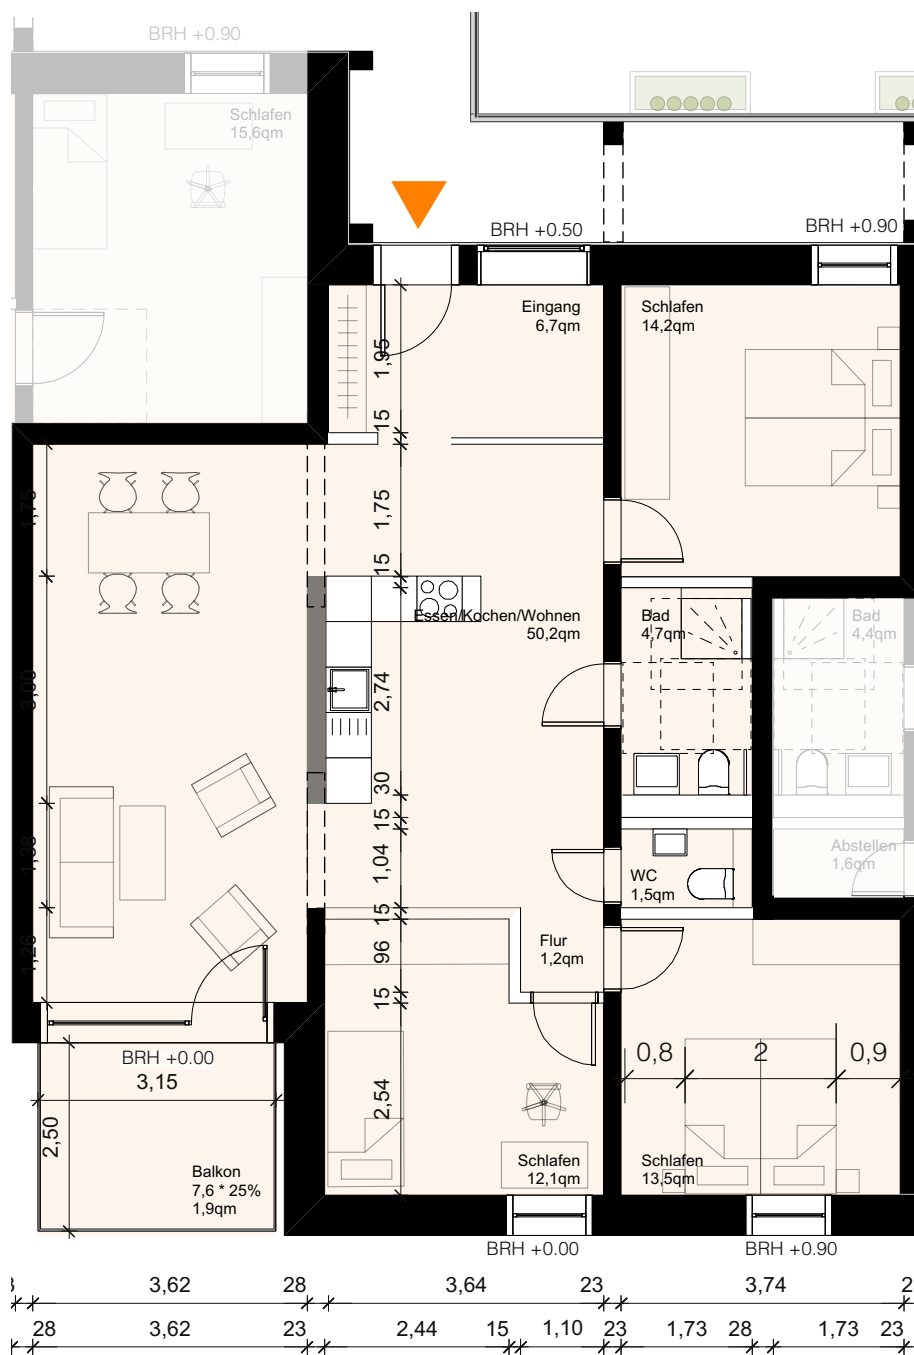 BRH +0.90
Schlafen
15,6qm
BRH +0.50
BRH +0.90
Eingang
6,7qm
Schlafen
14,2qm
1,95
15
1,75
1,75
15
Essen/Kochen/Wohnen
50,2qm
Bad
4,7qm
Bad
4,4qm
3,00
2,74
30
15
1,38
1,04
Abstellen
1,6qm
WC
1,5qm
15
1,26
96
Flur
1,2qm
15
BRH +0.00
3,15
0,8
2
0,9
2,50
2,54
Balkon
7,6 * 25%
1,9qm
Schlafen
12,1qm
Schlafen
13,5qm
BRH +0.00
BRH +0.90
3,62
28
3,64
23
3,74
28
3,62
23
2,44
15
1,10
23
1,73
28
1,73
23